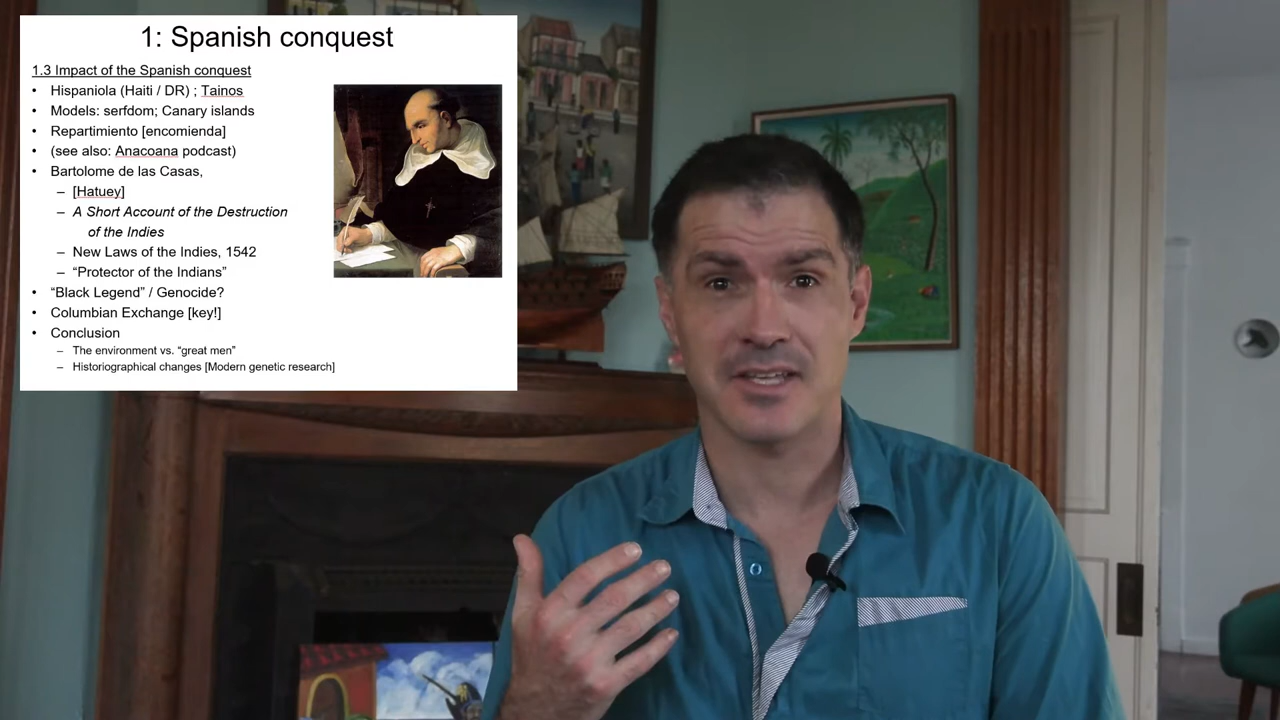 1: Spanish conquest
1.3 Impact of the Spanish conquest
• Hispaniola (Haiti / DR) ; Tainos
• Models: serfdom; Canary islands
• Repartimiento [encomienda]
• (see also: Anacoana podcast)
• Bartolome de las Casas,
– [Hatuey]
– A Short Account of the Destruction
of the Indies
– New Laws of the Indies, 1542
– “Protector of the Indians”
• “Black Legend” / Genocide?
• Columbian Exchange [key!]
• Conclusion
– The environment vs. “great men”
– Historiographical changes [Modern genetic research]